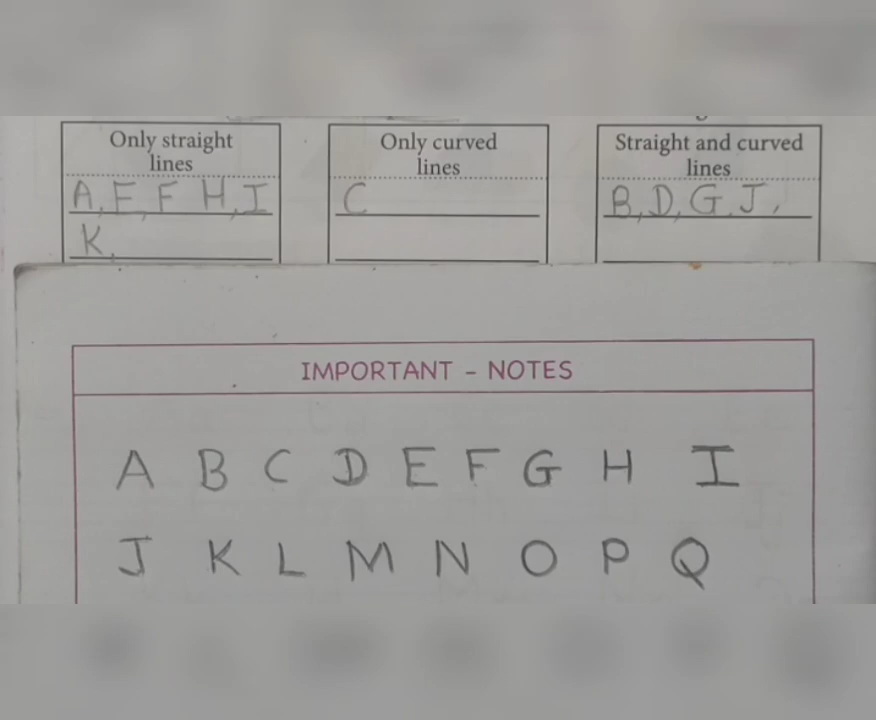 Only straight
lines
A, E, F H, I
K,
Only curved
lines
C
Straight and curved
lines
B, D, G, J,
IMPORTANT - NOTES
A B C D E F G H I
J K L M N O P Q